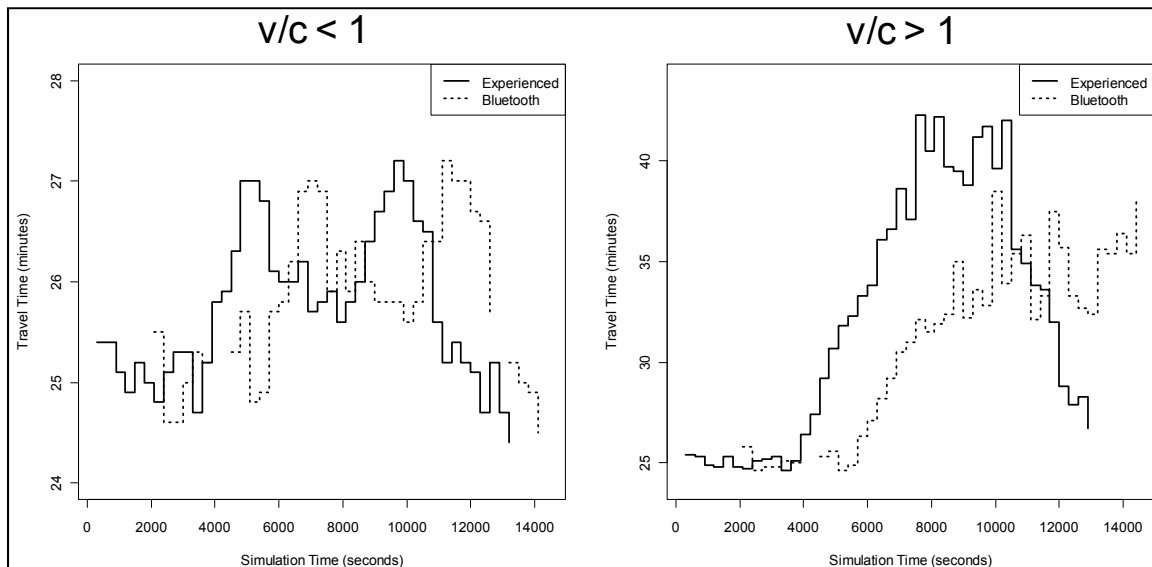 v/c < 1
28
27
26
25
24
Travel Time (minutes)
Experienced
Bluetooth
0 2000 4000 6000 8000 10000 12000 14000
Simulation Time (seconds)
v/c > 1
40
35
30
25
Travel Time (minutes)
Experienced
Bluetooth
0 2000 4000 6000 8000 10000 12000 14000
Simulation Time (seconds)